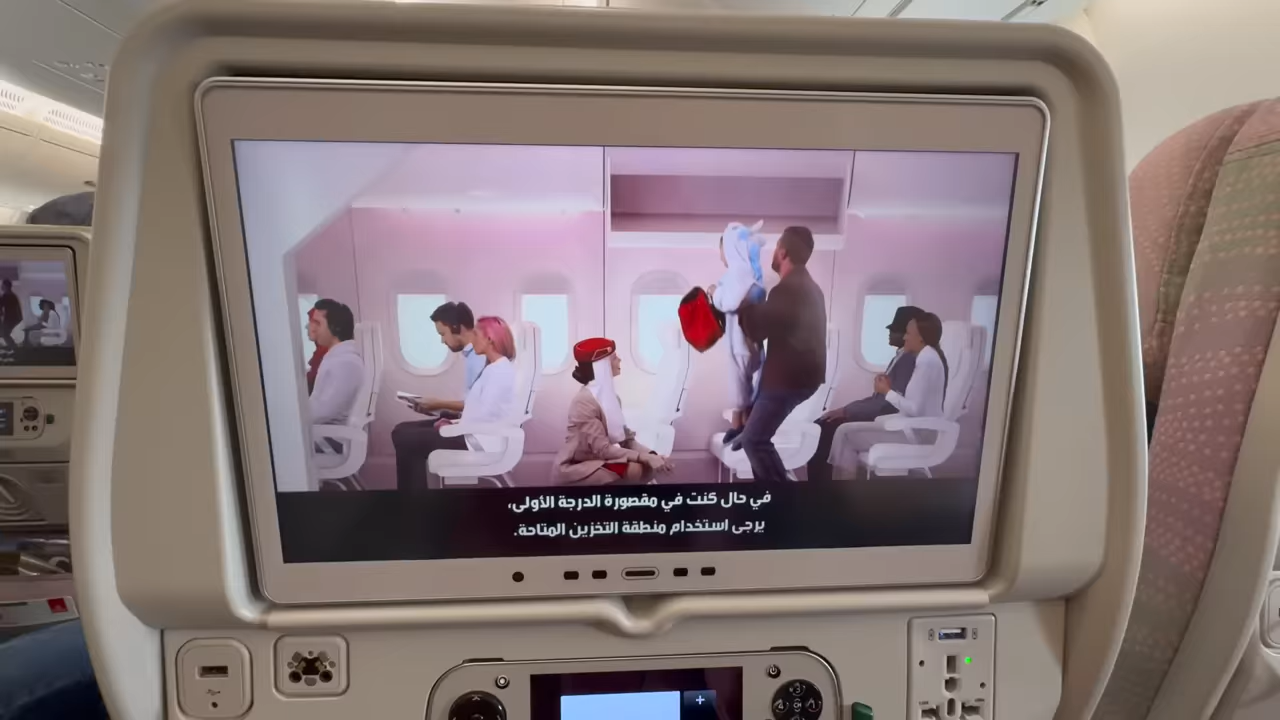 في حال كنت في مقصورة الدرجة الأولى،
يرجى استخدام منطقة التخزين المتاحة.